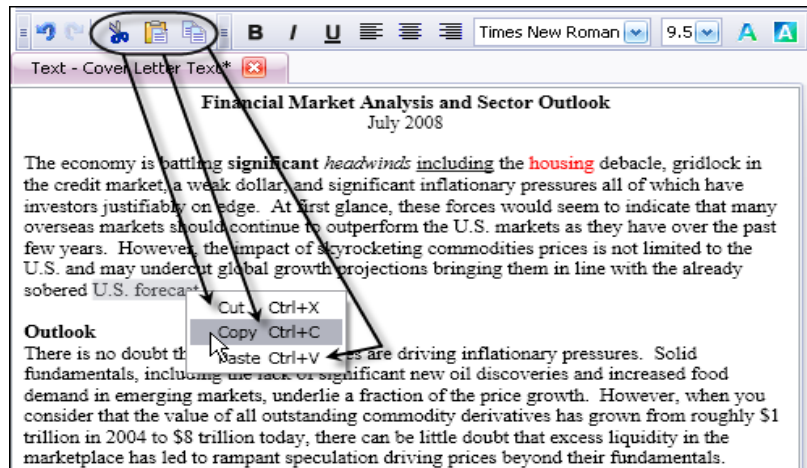 B I U Times New Roman 9.5 A A
Text - Cover Letter Text*
Financial Market Analysis and Sector Outlook
July 2008
The economy is battling significant headwinds including the housing debacle, gridlock in
the credit market, a weak dollar, and significant inflationary pressures all of which have
investors justifiably on edge. At first glance, these forces would seem to indicate that many
overseas markets should continue to outperform the U.S. markets as they have over the past
few years. However, the impact of skyrocketing commodities prices is not limited to the
U.S. and may undercut global growth projections bringing them in line with the already
sobered U.S. forecast
Cut Ctrl+X
Copy Ctrl+C
Paste Ctrl+V
Outlook
There is no doubt are driving inflationary pressures. Solid
fundamentals, including the lack of significant new oil discoveries and increased food
demand in emerging markets, underlie a fraction of the price growth. However, when you
consider that the value of all outstanding commodity derivatives has grown from roughly $1
trillion in 2004 to $8 trillion today, there can be little doubt that excess liquidity in the
marketplace has led to rampant speculation driving prices beyond their fundamentals.